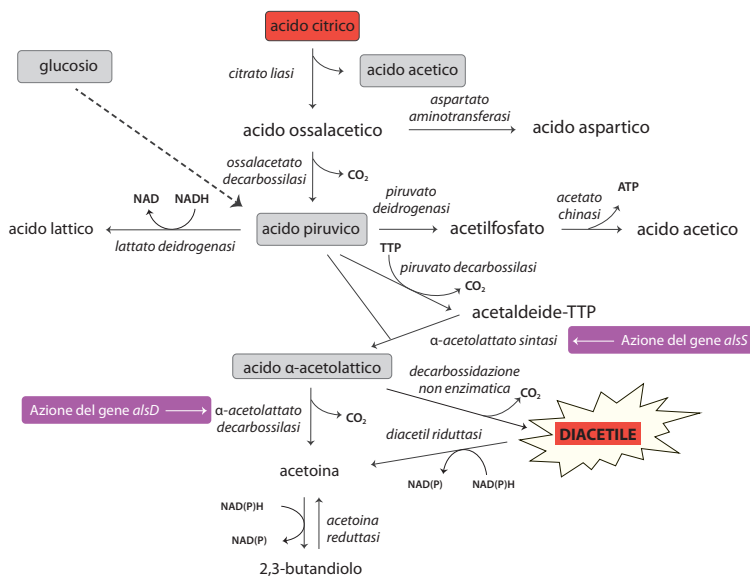 acido citrico
glucosio
citrato liasi
acido acetico
aspartato
aminotrasferasi
acido ossalacetico
acido aspartico
ossalacetato
decarbossilasi
CO2
NAD
NADH
piruvato
deidrogenasi
acetato
chinasi
ATP
acido lattico
lattato deidrogenasi
acido piruvico
acetilfosfato
acido acetico
TTP
piruvato decarbossilasi
CO2
acetaldeide-TTP
α-acetolattato sintasi
Azione del gene alsS
acido α-acetolattico
decarbossidazione
non enzimatica
CO2
Azione del gene alsD
α-acetolattato
decarbossilasi
CO2
diacetil riduttasi
DIACETILE
acetoina
NAD(P)
NAD(P)H
NAD(P)H
NAD(P)
acetoina
reduttasi
2,3-butandiolo